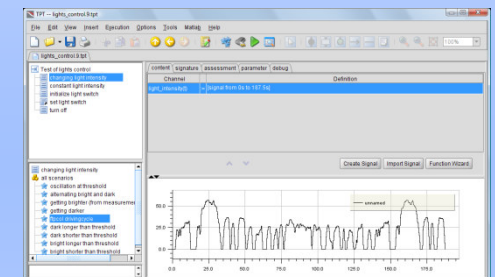 TPT -- lights_control.9.tpt
File Edit View Insert Execution Options Tools Matlab Help
120%
lights_control.9.tpt
Test of lights control
changing light intensity
constant light intensity
initialize light switch
set light switch
turn off
content signature assessment parameter debug
Channel Definition
light_intensity(t) = [signal from 0s to 187.5s]
Create Signal Import Signal Function Wizard
changing light intensity
all scenarios
oscillation at threshold
alternating bright and dark
getting brighter (from measuremen
getting darker
drivingcycle
dark longer than threshold
dark shorter than threshold
bright longer than threshold
bright shorter than threshold
unnamed
50.0
25.0
0.0
0.0 25.0 50.0 75.0 100.0 125.0 150.0 175.0